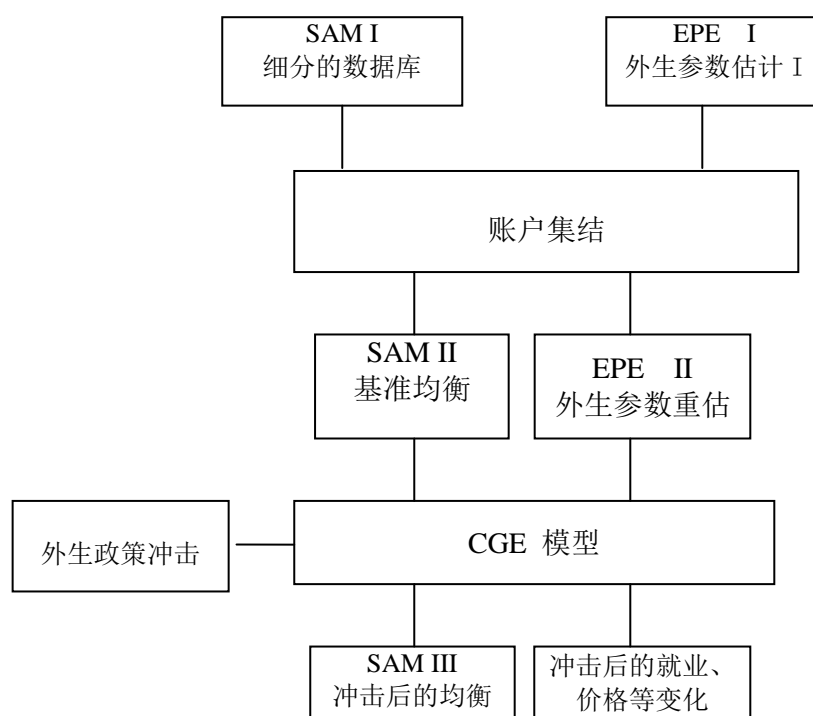 SAM I
细分的数据库
EPE I
外生参数估计 I
账户集结
SAM II
基准均衡
EPE II
外生参数重估
外生政策冲击
CGE 模型
SAM III
冲击后的均衡
冲击后的就业、
价格等变化